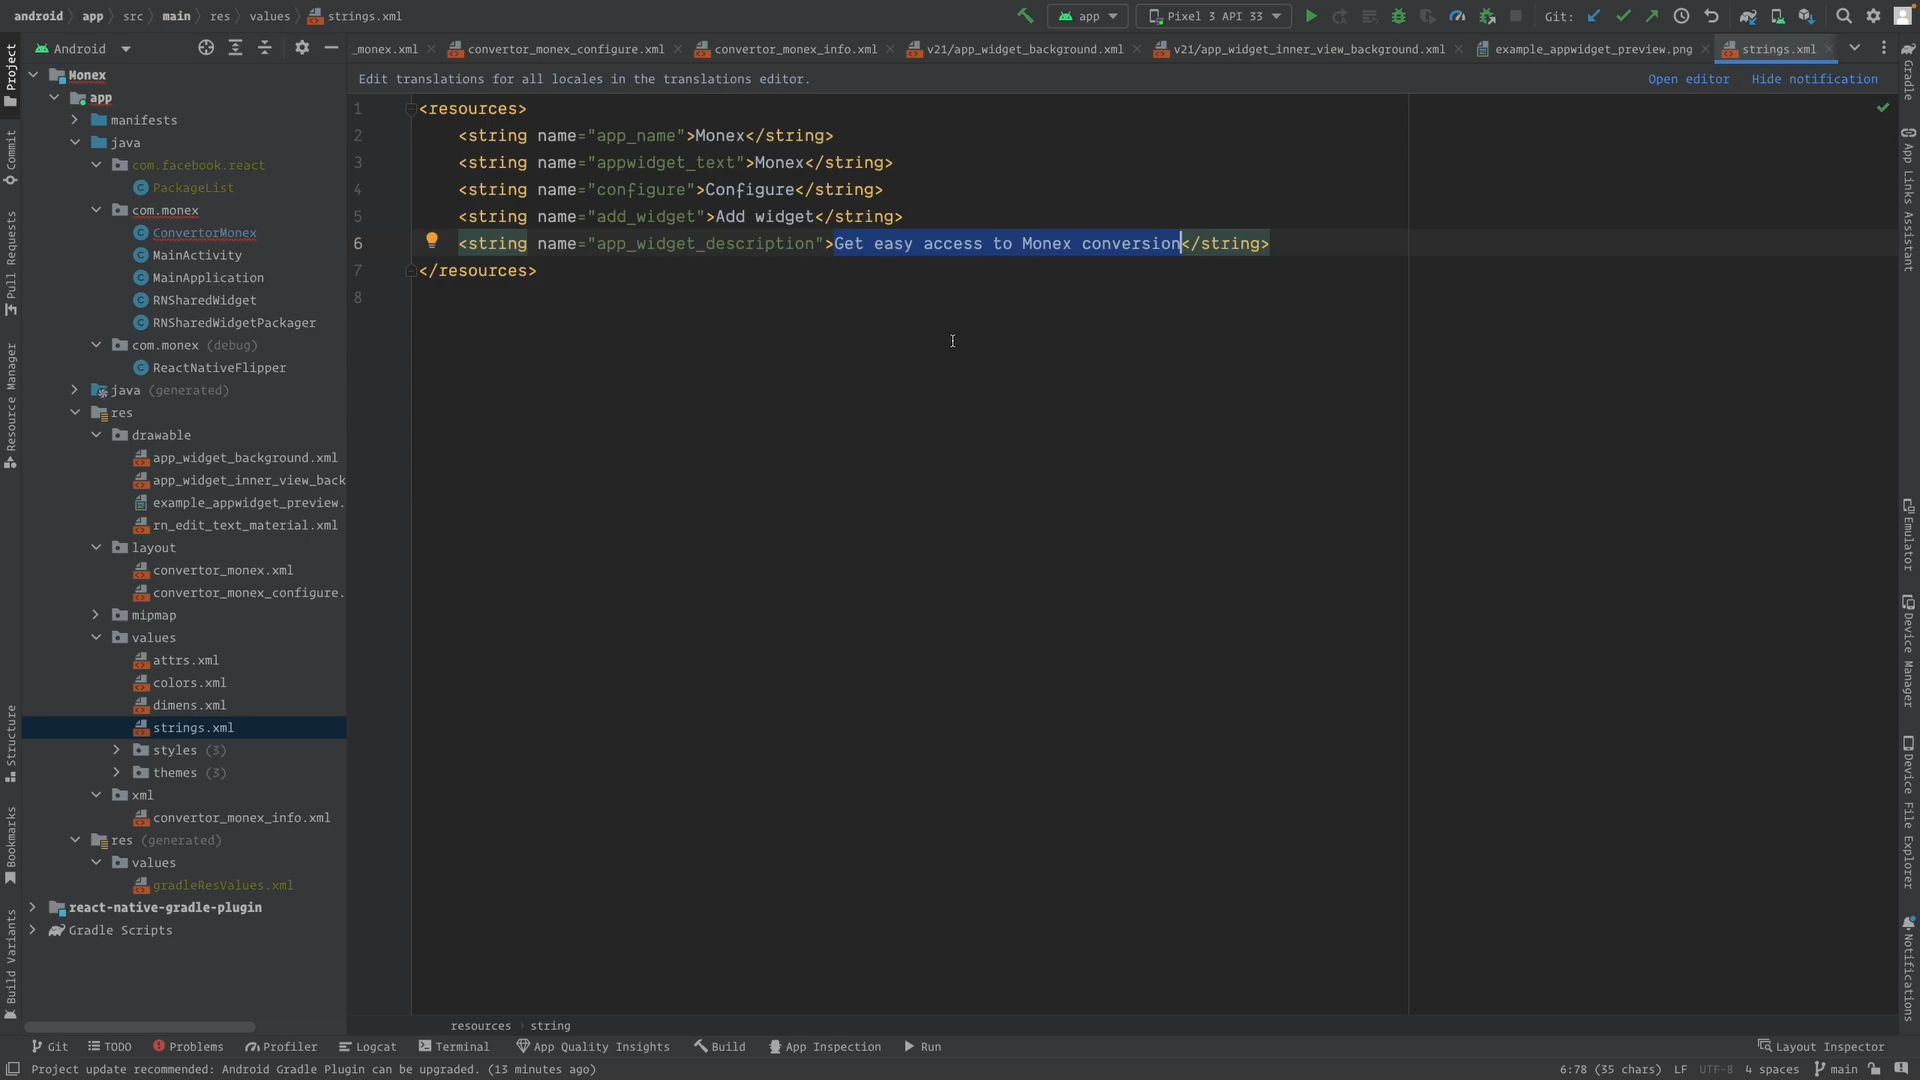 android > app > src > main > res > values > strings.xml
app
Pixel 3 API 33
Git:
Android
_monex.xml
convertor_monex_configure.xml
convertor_monex_info.xml
v21/app_widget_background.xml
v21/app_widget_inner_view_background.xml
example_appwidget_preview.png
strings.xml
Edit translations for all locales in the translations editor.
Open editor
Hide notification
Project
Commit
Pull Requests
Resource Manager
Structure
Bookmarks
Build Variants
Monex
app
manifests
java
com.facebook.react
PackageList
com.monex
ConvertorMonex
MainActivity
MainApplication
RNSharedWidget
RNSharedWidgetPackager
com.monex (debug)
ReactNativeFlipper
java (generated)
res
drawable
app_widget_background.xml
app_widget_inner_view_back
example_appwidget_preview.
rn_edit_text_material.xml
layout
convertor_monex.xml
convertor_monex_configure.
mipmap
values
attrs.xml
colors.xml
dimens.xml
strings.xml
styles (3)
themes (3)
xml
convertor_monex_info.xml
res (generated)
values
gradleResValues.xml
react-native-gradle-plugin
Gradle Scripts
1 <resources>
2 <string name="app_name">Monex</string>
3 <string name="appwidget_text">Monex</string>
4 <string name="configure">Configure</string>
5 <string name="add_widget">Add widget</string>
6 <string name="app_widget_description">Get easy access to Monex conversion</string>
7 </resources>
8
Gradle
App Links Assistant
Emulator
Device Manager
Device File Explorer
Notifications
resources > string
Git
TODO
Problems
Profiler
Logcat
Terminal
App Quality Insights
Build
App Inspection
Run
Layout Inspector
Project update recommended: Android Gradle Plugin can be upgraded. (13 minutes ago)
6:78 (35 chars)
LF
UTF-8
4 spaces
main